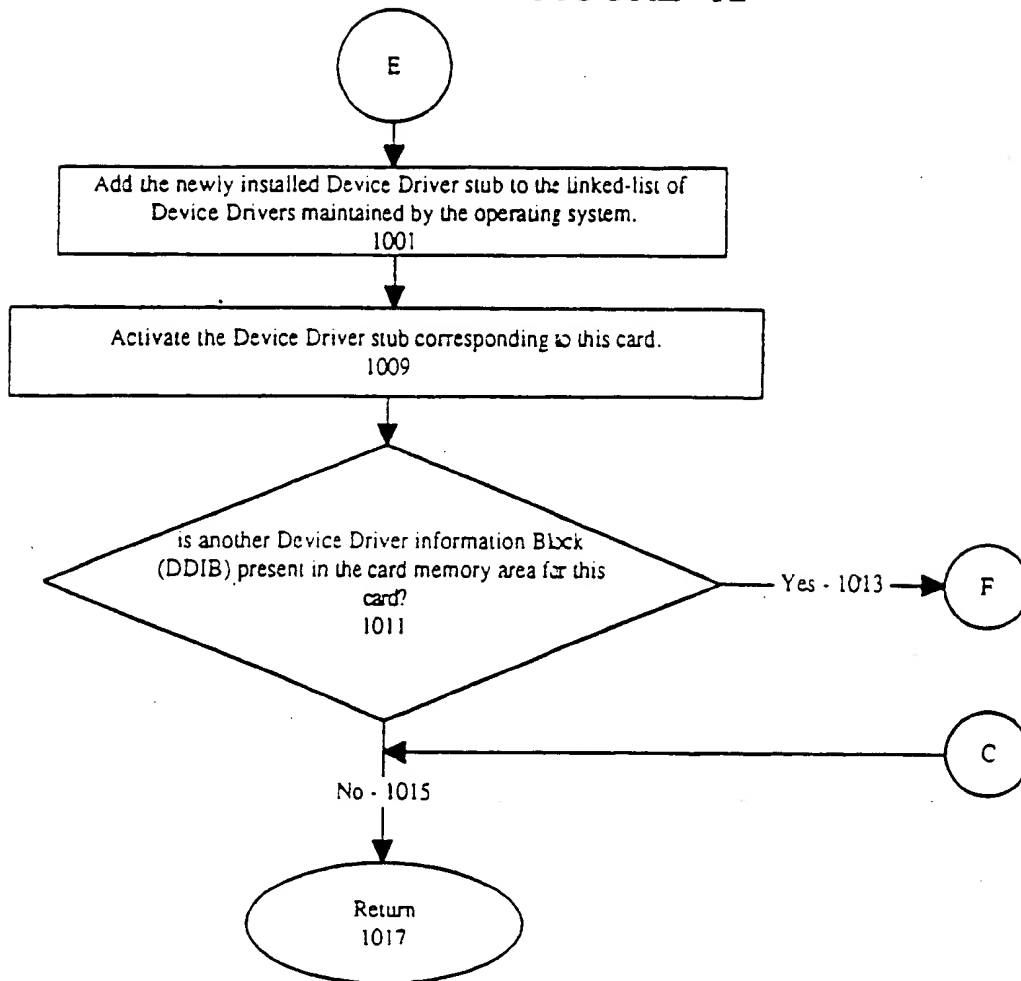 E
Add the newly installed Device Driver stub to the linked-list of
Device Drivers maintained by the operating system.
1001
Activate the Device Driver stub corresponding to this card.
1009
is another Device Driver information Block
(DDIB) present in the card memory area for this
card?
1011
Yes - 1013
F
C
No - 1015
Return
1017